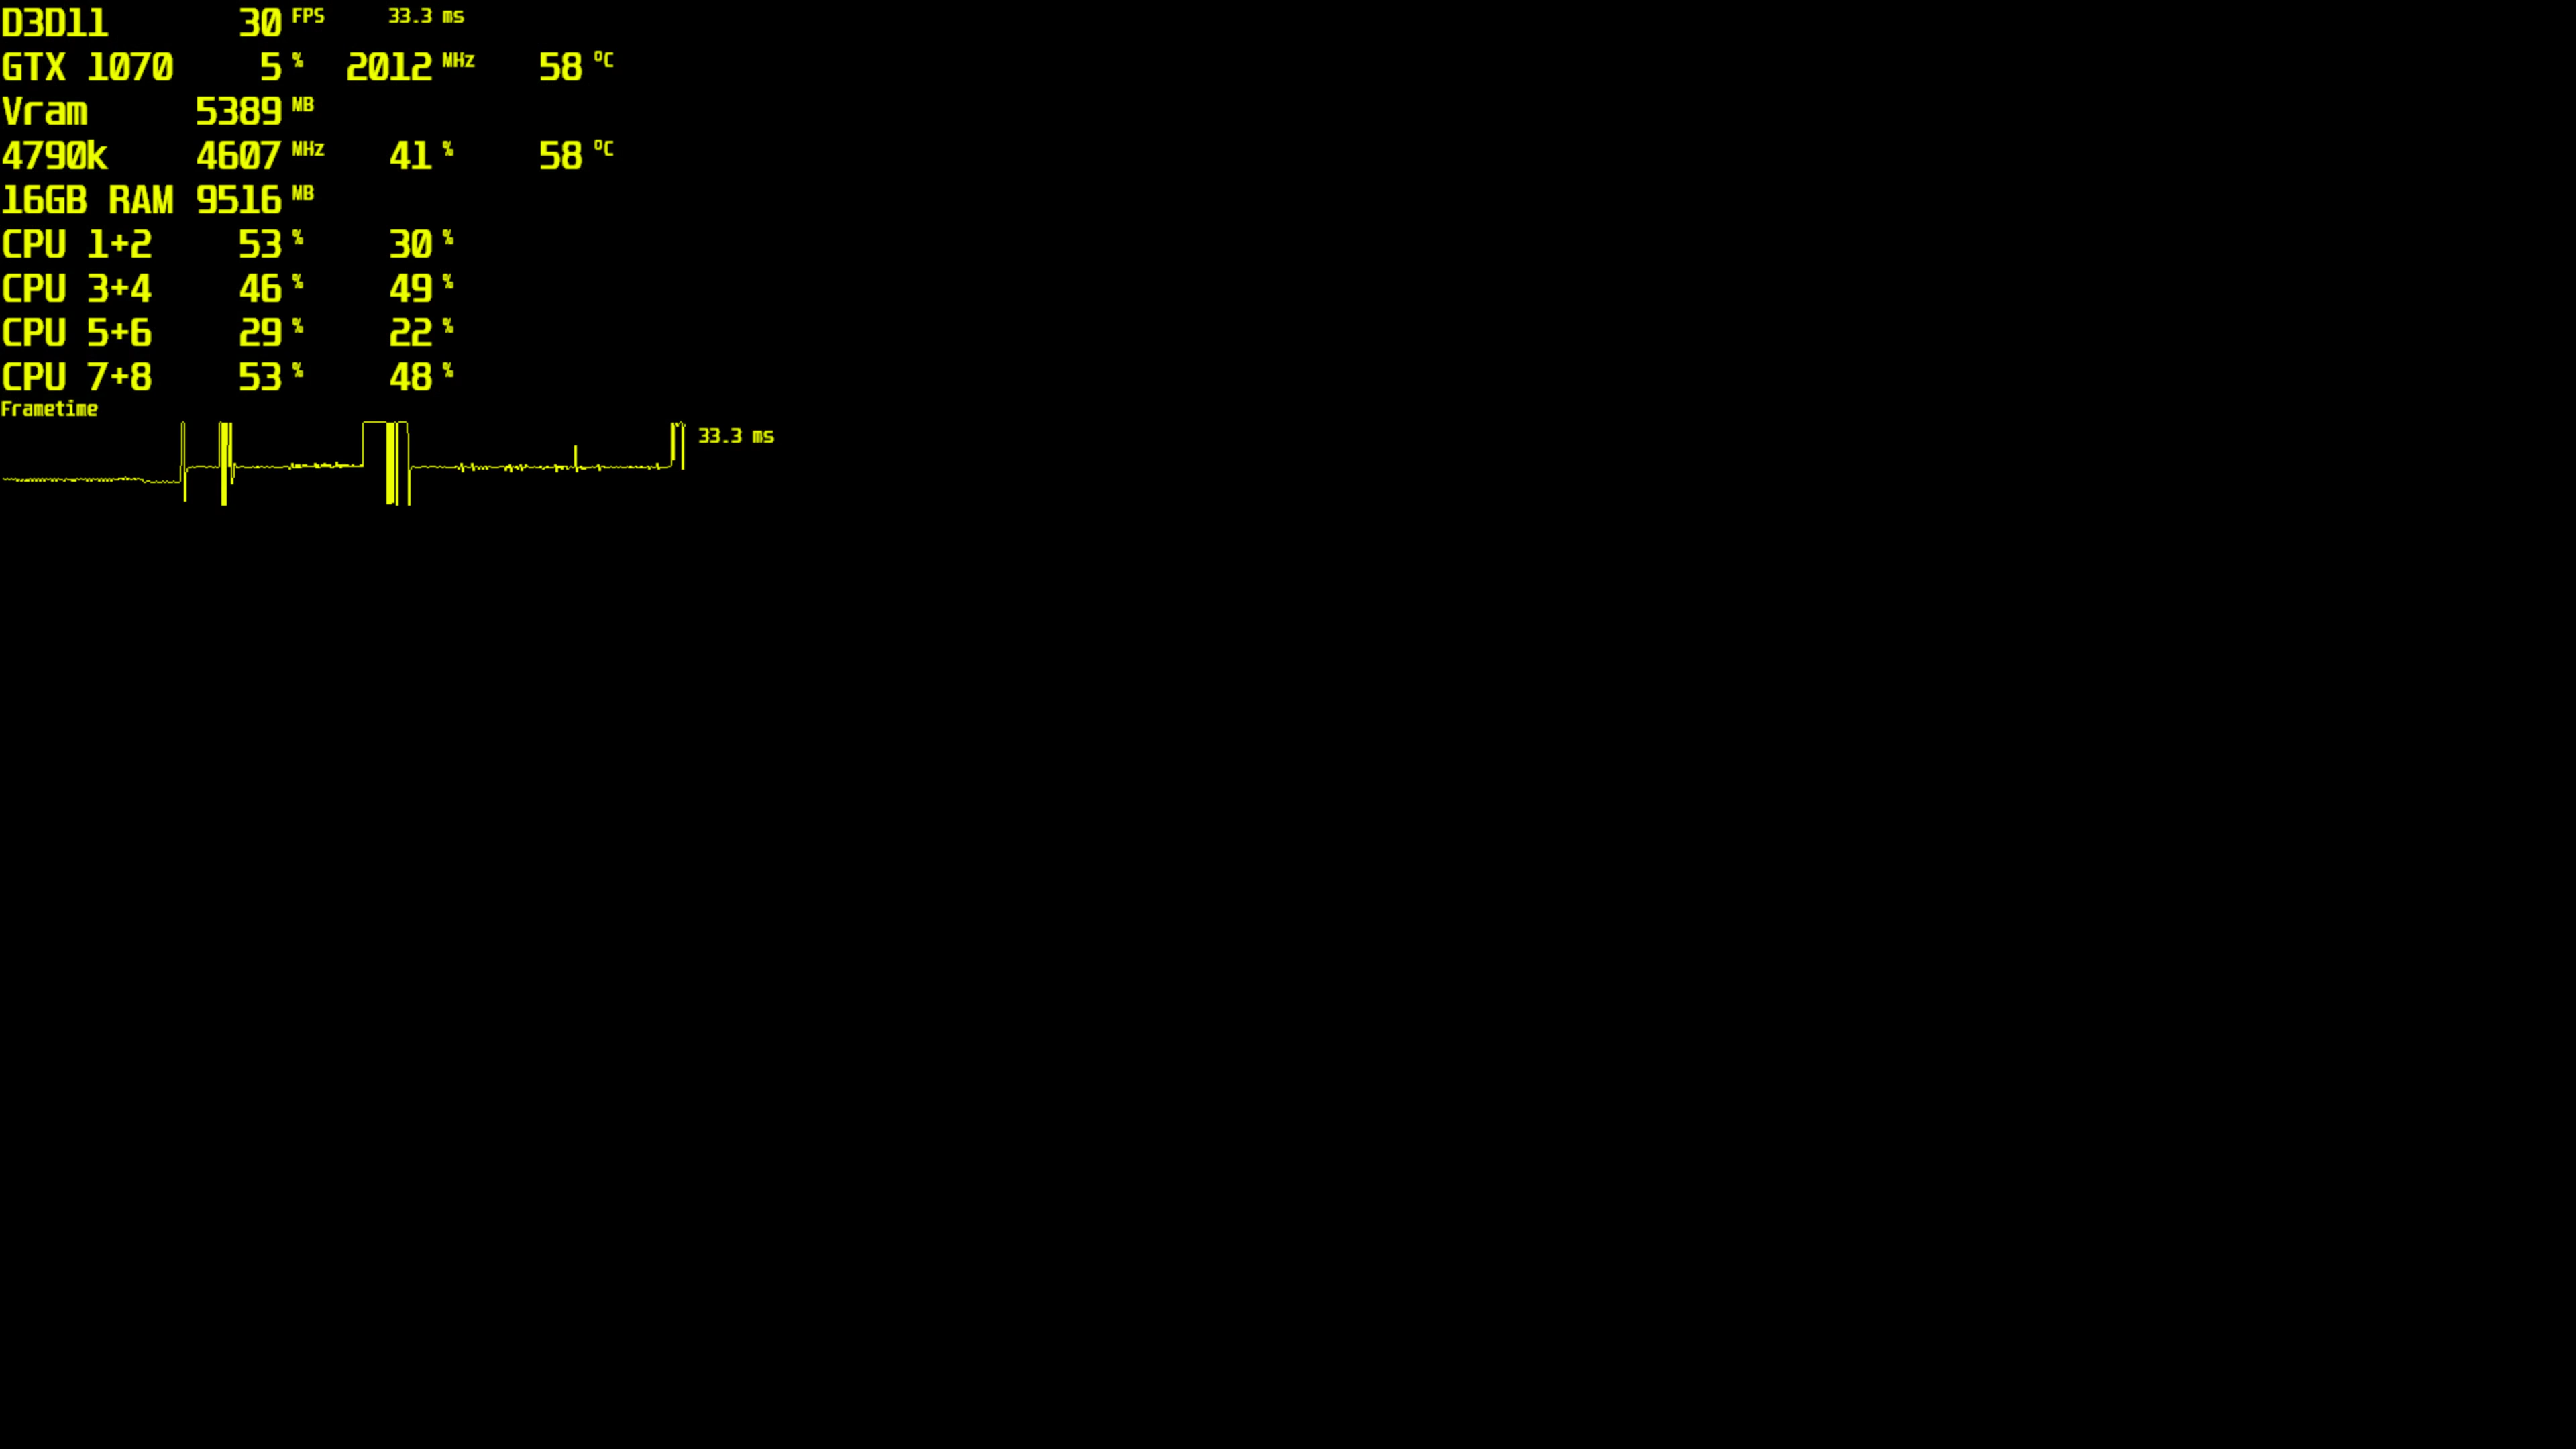 D3D11 30 FPS 33.3 ms
GTX 1070 5 % 2012 MHz 58 °C
Vram 5389 MB
4790k 4607 MHz 41 % 58 °C
16GB RAM 9516 MB
CPU 1+2 53 % 30 %
CPU 3+4 46 % 49 %
CPU 5+6 29 % 22 %
CPU 7+8 53 % 48 %
Frametime
33.3 ms